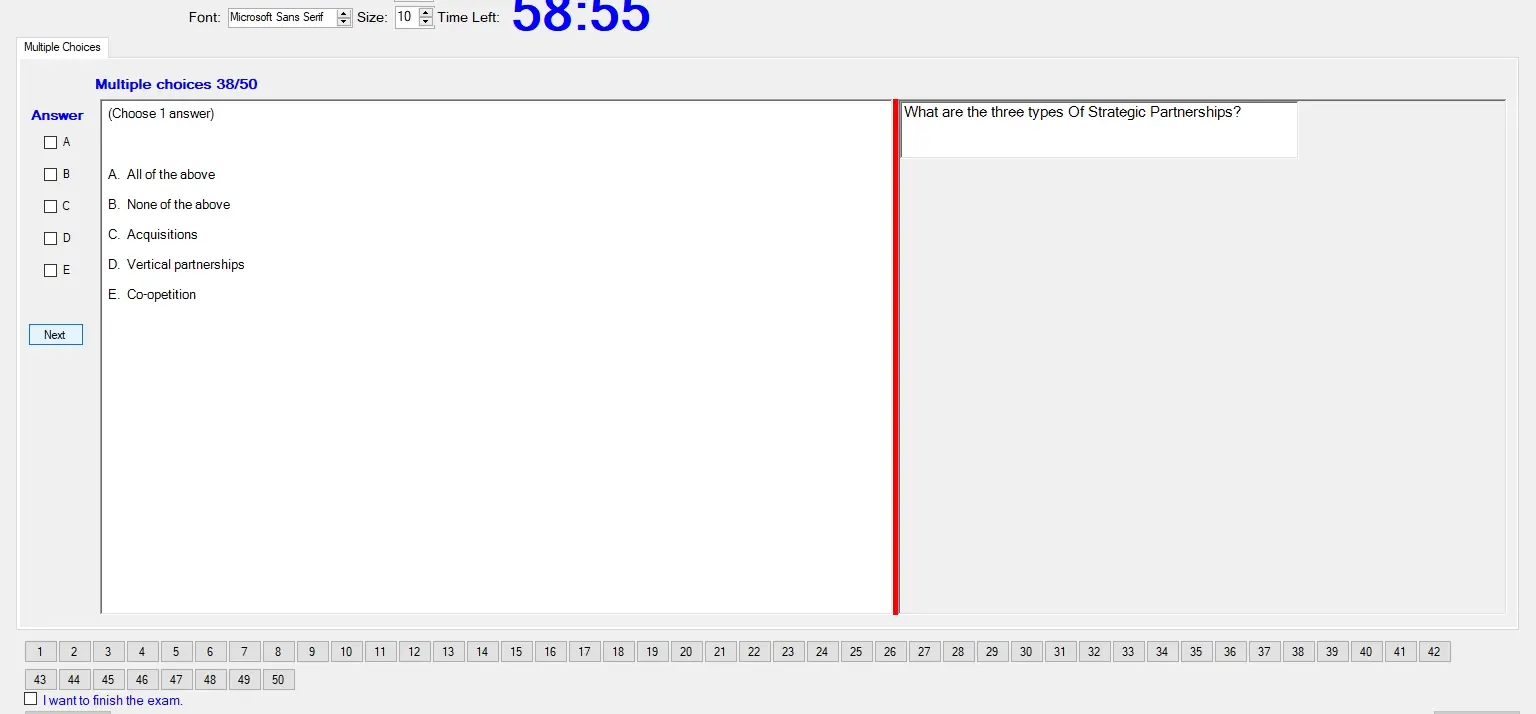 Font: Microsoft Sans Serif Size: 10 Time Left: 58:55
Multiple Choices
Multiple choices 38/50
Answer
A
B
C
D
E
Next
(Choose 1 answer)
A. All of the above
B. None of the above
C. Acquisitions
D. Vertical partnerships
E. Co-opetition
What are the three types Of Strategic Partnerships?
1 2 3 4 5 6 7 8 9 10 11 12 13 14 15 16 17 18 19 20 21 22 23 24 25 26 27 28 29 30 31 32 33 34 35 36 37 38 39 40 41 42
43 44 45 46 47 48 49 50
I want to finish the exam.